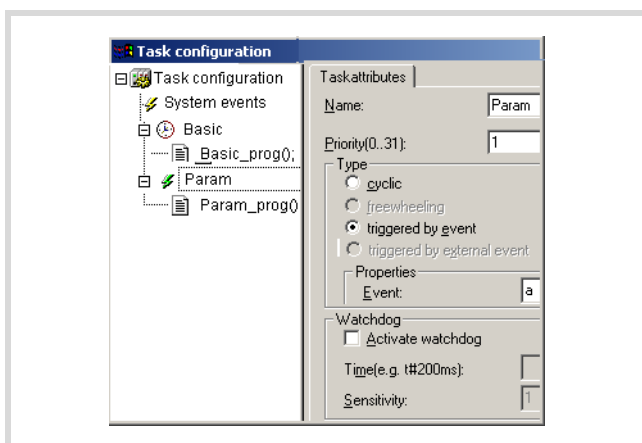 Task configuration
Task configuration
System events
Basic
_Basic_prog();
Param
Param_prog()
Taskattributes
Name:
Param
Priority(0..31):
1
Type
cyclic
freewheeling
triggered by event
triggered by external event
Properties
Event:
a
Watchdog
Activate watchdog
Time(e.g. t#200ms):
Sensitivity:
1